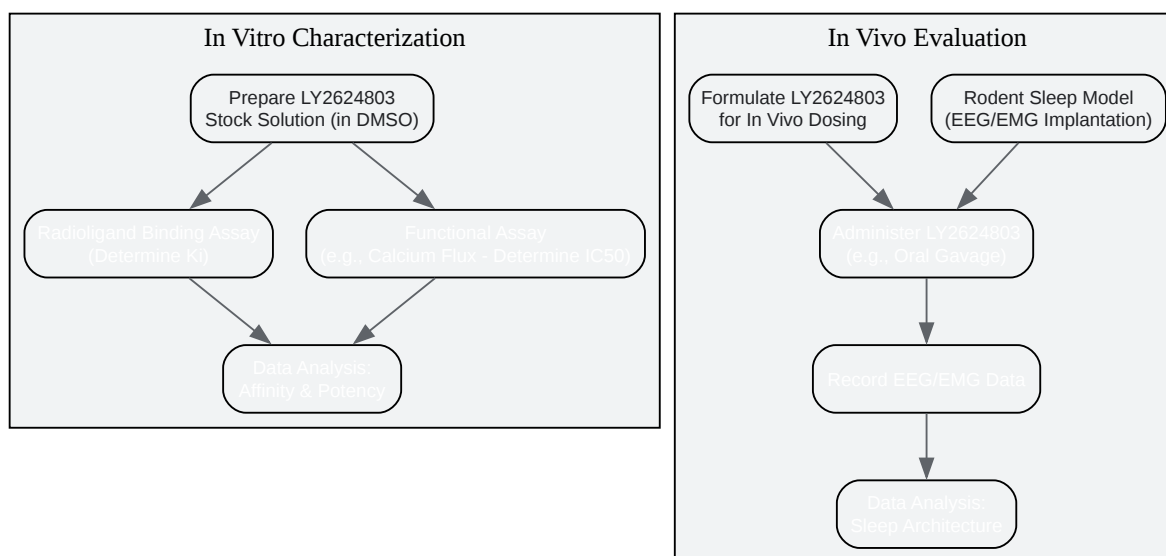 In Vitro Characterization
Prepare LY2624803
Stock Solution (in DMSO)
Radioligand Binding Assay
(Determine Ki)
Functional Assay
(e.g., Calcium Flux - Determine IC50)
Data Analysis:
Affinity & Potency
In Vivo Evaluation
Formulate LY2624803
for In Vivo Dosing
Rodent Sleep Model
(EEG/EMG Implantation)
Administer LY2624803
(e.g., Oral Gavage)
Record EEG/EMG Data
Data Analysis:
Sleep Architecture